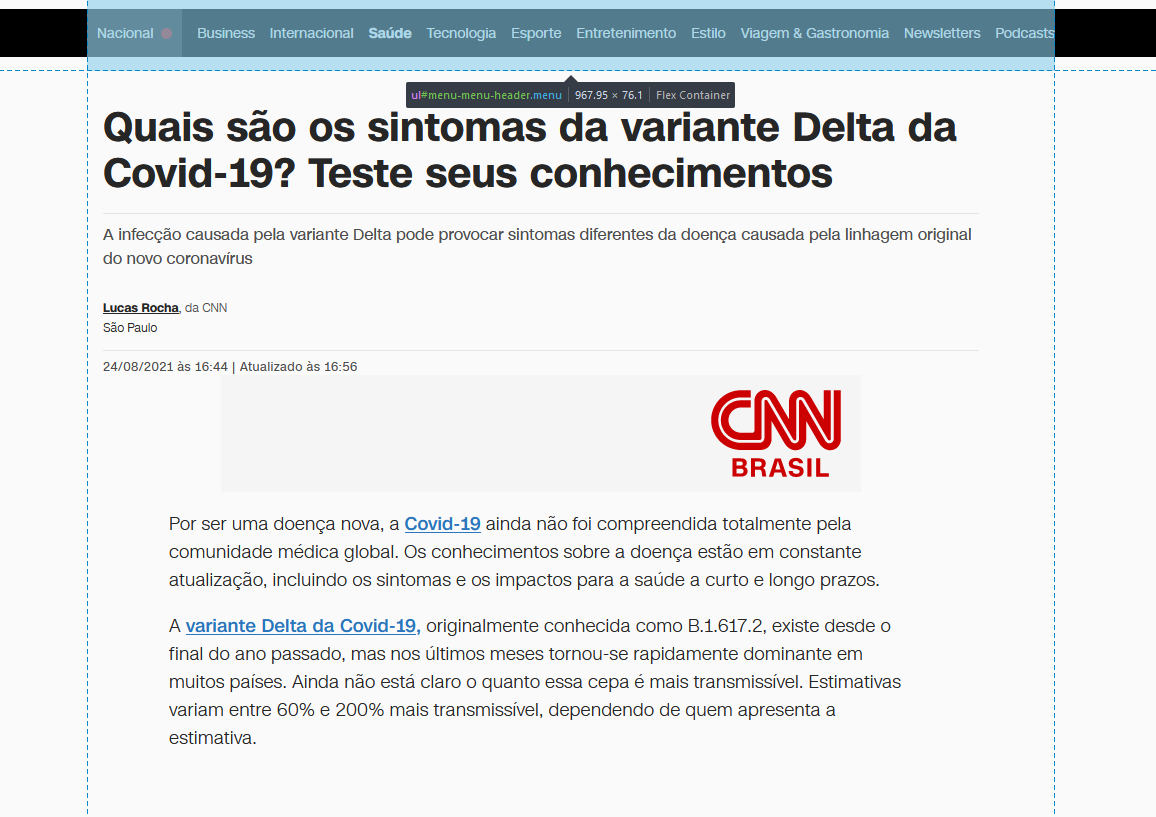 Nacional Business Internacional Saúde Tecnologia Esporte Entretenimento Estilo Viagem & Gastronomia Newsletters Podcasts
ul#menu-menu-header.menu 967.95 × 76.1 Flex Container
Quais são os sintomas da variante Delta da
Covid-19? Teste seus conhecimentos
A infecção causada pela variante Delta pode provocar sintomas diferentes da doença causada pela linhagem original
do novo coronavírus
Lucas Rocha, da CNN
São Paulo
24/08/2021 às 16:44 | Atualizado às 16:56
CNN
BRASIL
Por ser uma doença nova, a Covid-19 ainda não foi compreendida totalmente pela
comunidade médica global. Os conhecimentos sobre a doença estão em constante
atualização, incluindo os sintomas e os impactos para a saúde a curto e longo prazos.
A variante Delta da Covid-19, originalmente conhecida como B.1.617.2, existe desde o
final do ano passado, mas nos últimos meses tornou-se rapidamente dominante em
muitos países. Ainda não está claro o quanto essa cepa é mais transmissível. Estimativas
variam entre 60% e 200% mais transmissível, dependendo de quem apresenta a
estimativa.